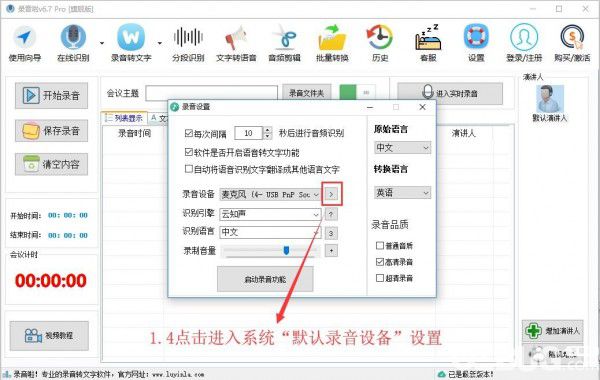 录音啦v6.7 Pro [旗舰版]
使用向导 在线识别 录音转文字 分段识别 文字转语音 音频剪辑 批量转换 历史 客服 设置 登录/注册 购买/激活
开始录音
保存录音
清空内容
会议主题 录音文件夹 进入实时录音
列表显示
录音时间 演讲人
演讲人
默认演讲人
录音设置
每次间隔 10 秒后进行音频识别
软件是否开启语音转文字功能
自动将语音识别文字翻译成其他语言文字
录音设备 麦克风 (4- USB PnP Sou >
识别引擎 云知声 ?
识别语言 中文 3
录制音量 +
启动录音功能
原始语言
中文
转换语言
英语
录音品质
普通音质
高清录音
超清录音
开始时间: 00: 00: 00
结束时间: 00: 00: 00
会议计时
00:00:00
视频教程
1.4点击进入系统“默认录音设备”设置
增加演讲人
录音啦!专业的录音转文字软件，官方网址: www.luyinla.com
已是最新版本!